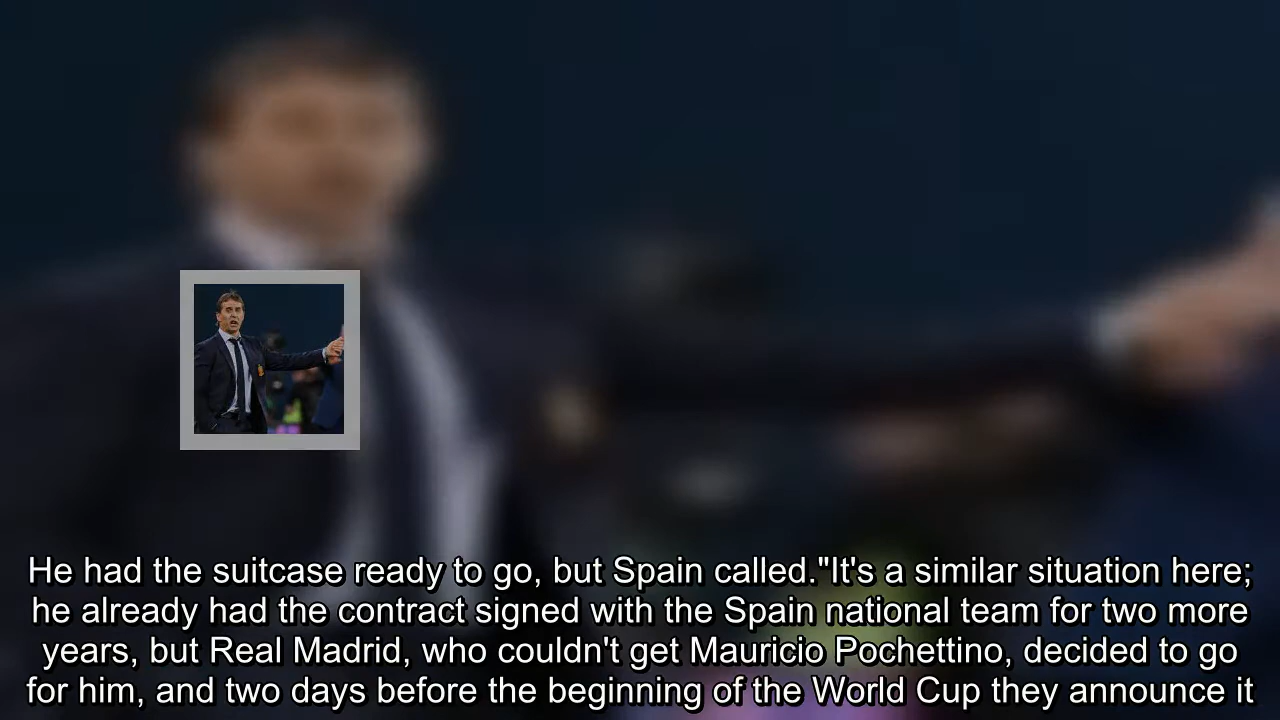 He had the suitcase ready to go, but Spain called."It's a similar situation here;
he already had the contract signed with the Spain national team for two more
years, but Real Madrid, who couldn't get Mauricio Pochettino, decided to go
for him, and two days before the beginning of the World Cup they announce it